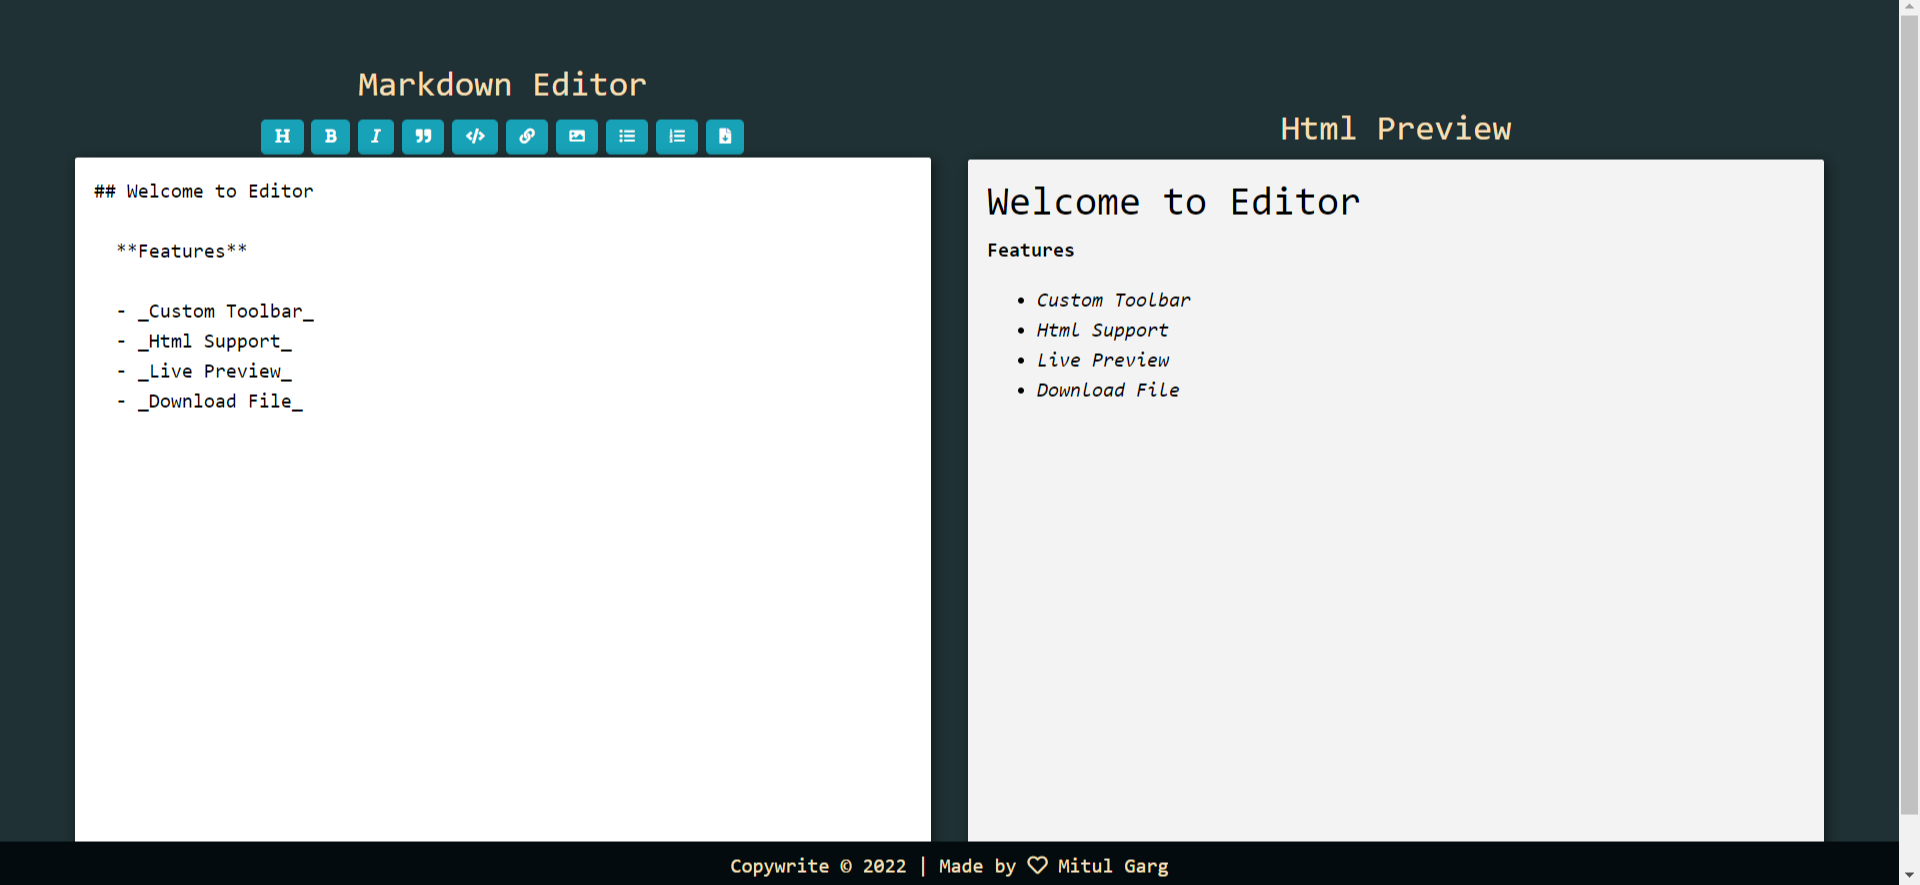 Markdown Editor
H B I
## Welcome to Editor
**Features**
- _Custom Toolbar_
- _Html Support_
- _Live Preview_
- _Download File_
Html Preview
Welcome to Editor
Features
• Custom Toolbar
• Html Support
• Live Preview
• Download File
Copywrite © 2022 | Made by ♡ Mitul Garg